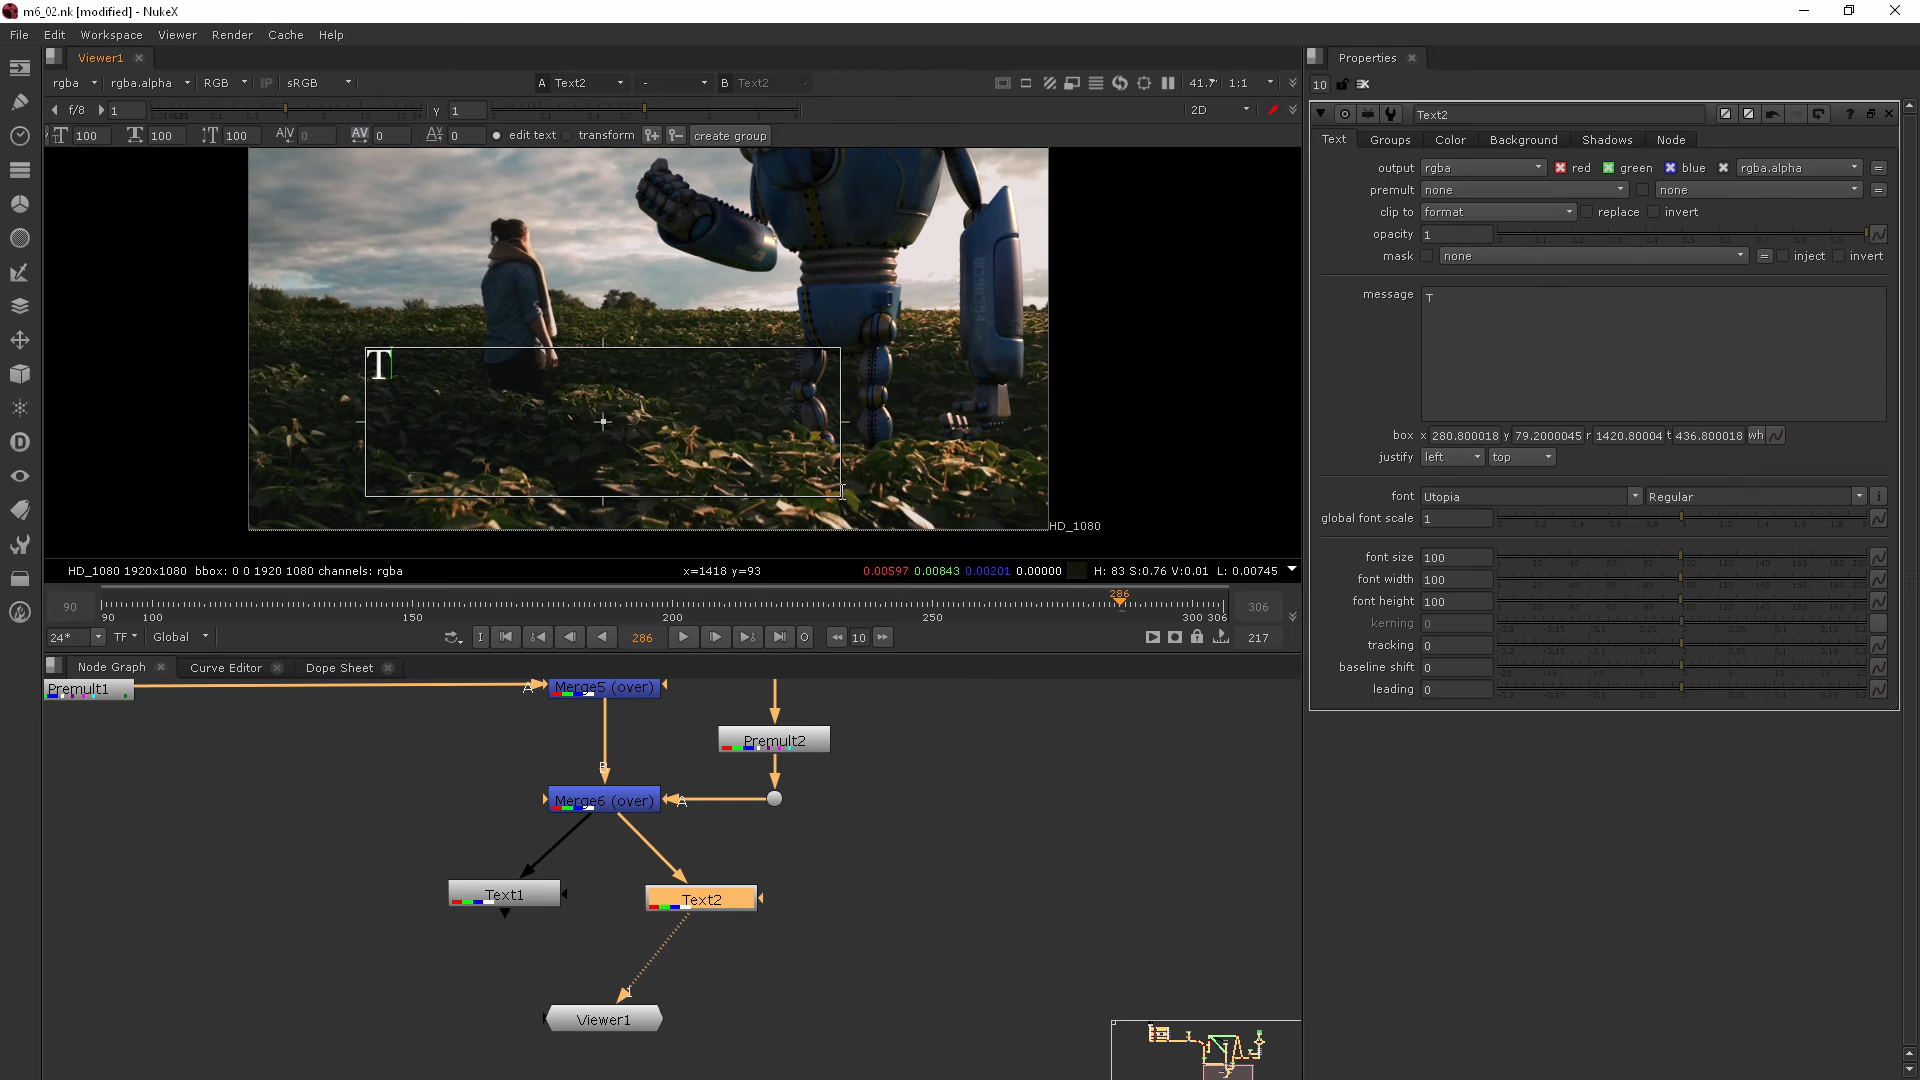 m6_02.nk [modified] - NukeX
File Edit Workspace Viewer Render Cache Help
Viewer1
Properties
rgba rgba.alpha RGB IP sRGB A Text2 - B Text2 41.7 1:1
10
f/8 1 Y 1 2D
Text2
100 100 100 0 0 0 edit text transform create group
Text Groups Color Background Shadows Node
output rgba red green blue rgba.alpha =
premult none none =
clip to format replace invert
opacity 1
mask none = inject invert
message T
T
box x 280.800018 y 79.2000045 r 1420.80004 t 436.800018 wh
justify left top
font Utopia Regular
global font scale 1
font size 100
font width 100
font height 100
kerning 0
tracking 0
baseline shift 0
leading 0
HD_1080
HD_1080 1920x1080 bbox: 0 0 1920 1080 channels: rgba x=1418 y=93 0.00597 0.00843 0.00201 0.00000 H: 83 S:0.76 V:0.01 L: 0.00745
286
90 306
90 100 150 200 250 300 306
24* TF Global I 286 O 10 217
Node Graph Curve Editor Dope Sheet
Premult1 A Merge5 (over)
Premult2
B
Merge6 (over) A
Text1 Text2
1
Viewer1